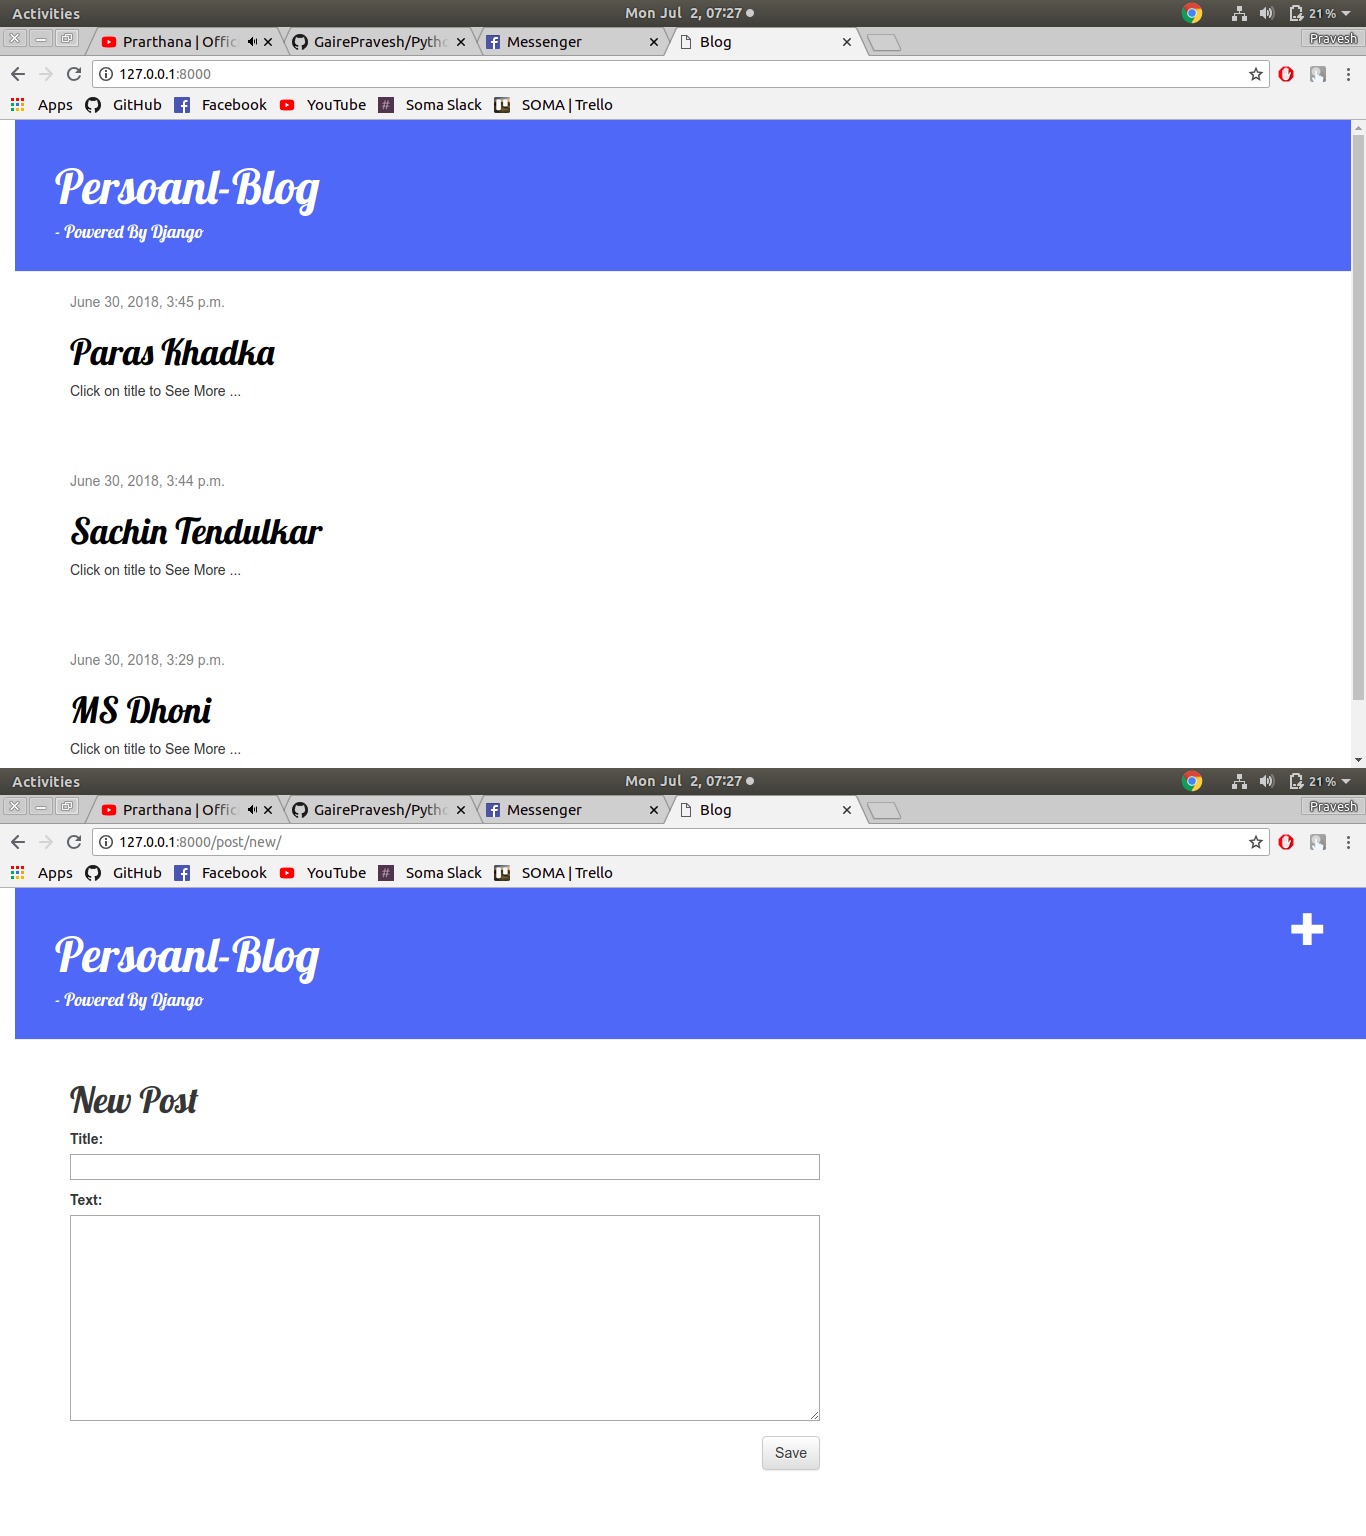 Activities
Mon Jul 2, 07:27
21 %
Prarthana | Offic
GairePravesh/Pytho
Messenger
Blog
Pravesh
127.0.0.1:8000
Apps
GitHub
Facebook
YouTube
Soma Slack
SOMA | Trello
Persoanl-Blog
- Powered By Django
June 30, 2018, 3:45 p.m.
Paras Khadka
Click on title to See More ...
June 30, 2018, 3:44 p.m.
Sachin Tendulkar
Click on title to See More ...
June 30, 2018, 3:29 p.m.
MS Dhoni
Click on title to See More ...
Activities
Mon Jul 2, 07:27
21 %
Prarthana | Offic
GairePravesh/Pytho
Messenger
Blog
Pravesh
127.0.0.1:8000/post/new/
Apps
GitHub
Facebook
YouTube
Soma Slack
SOMA | Trello
Persoanl-Blog
- Powered By Django
New Post
Title:
Text:
Save